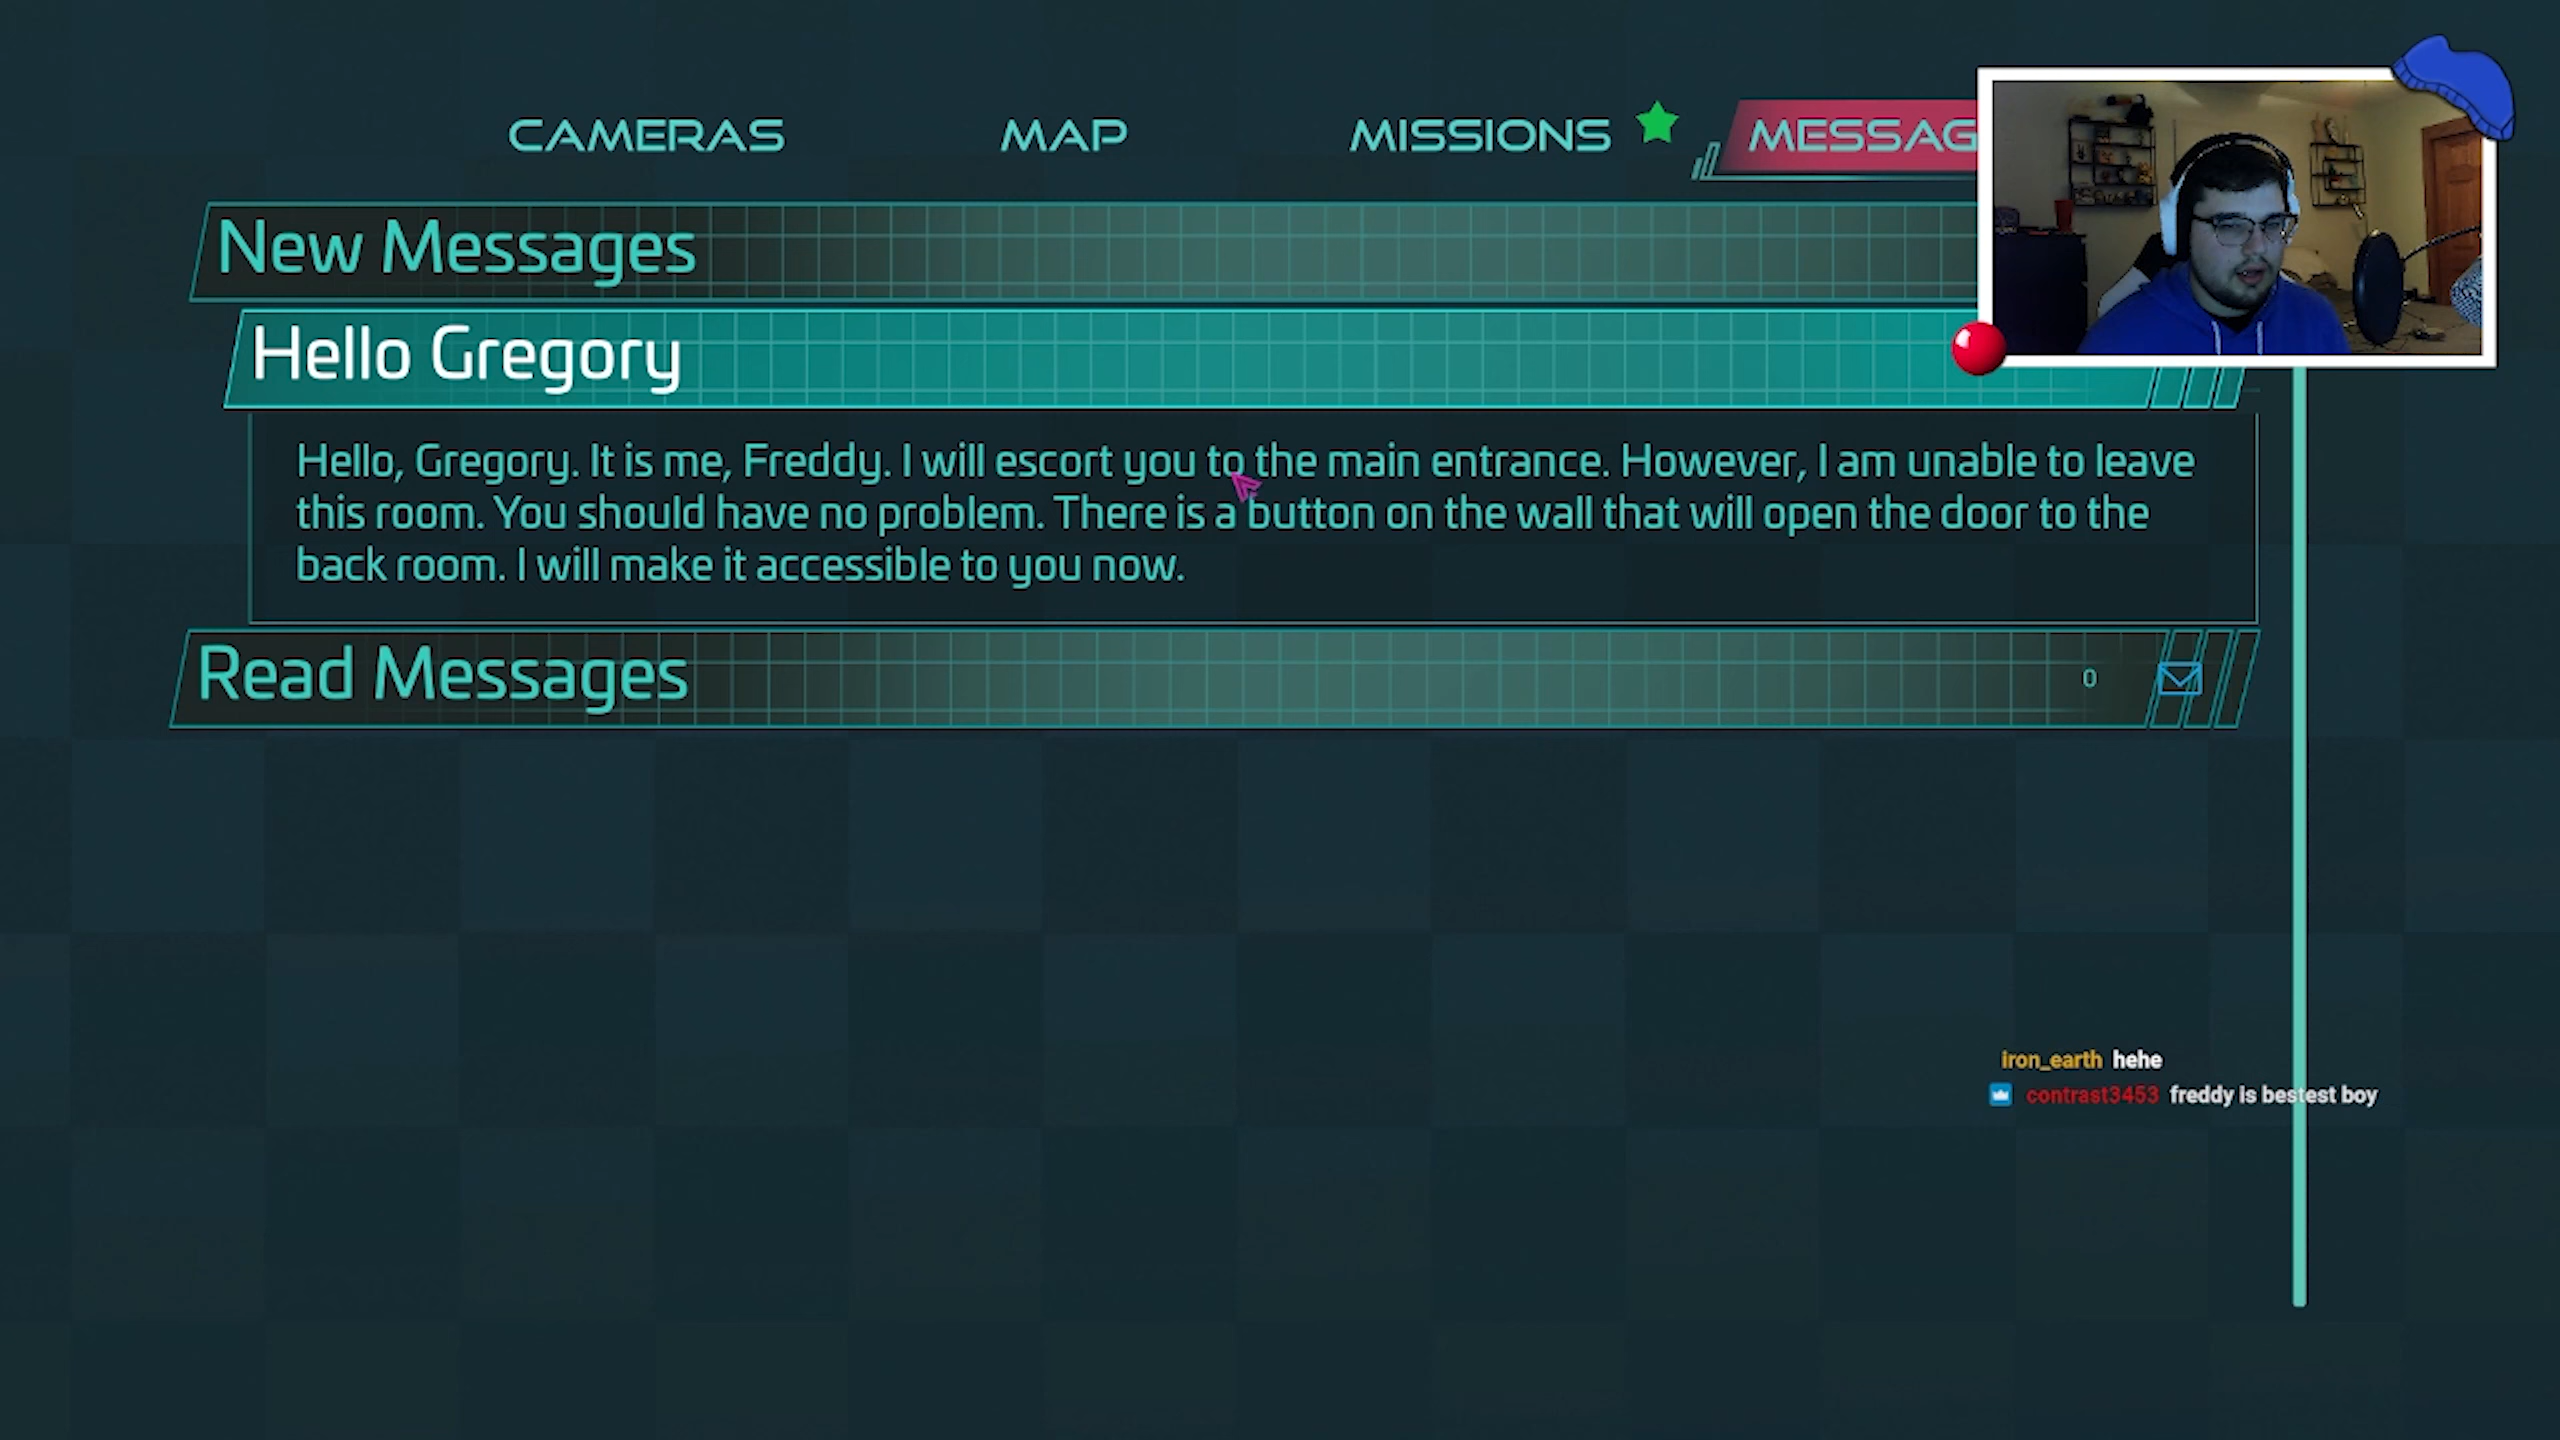 CAMERAS MAP MISSIONS MESSAG
New Messages
Hello Gregory
Hello, Gregory. It is me, Freddy. I will escort you to the main entrance. However, I am unable to leave
this room. You should have no problem. There is a button on the wall that will open the door to the
back room. I will make it accessible to you now.
Read Messages 0
iron_earth hehe
contrast3453 freddy is bestest boy